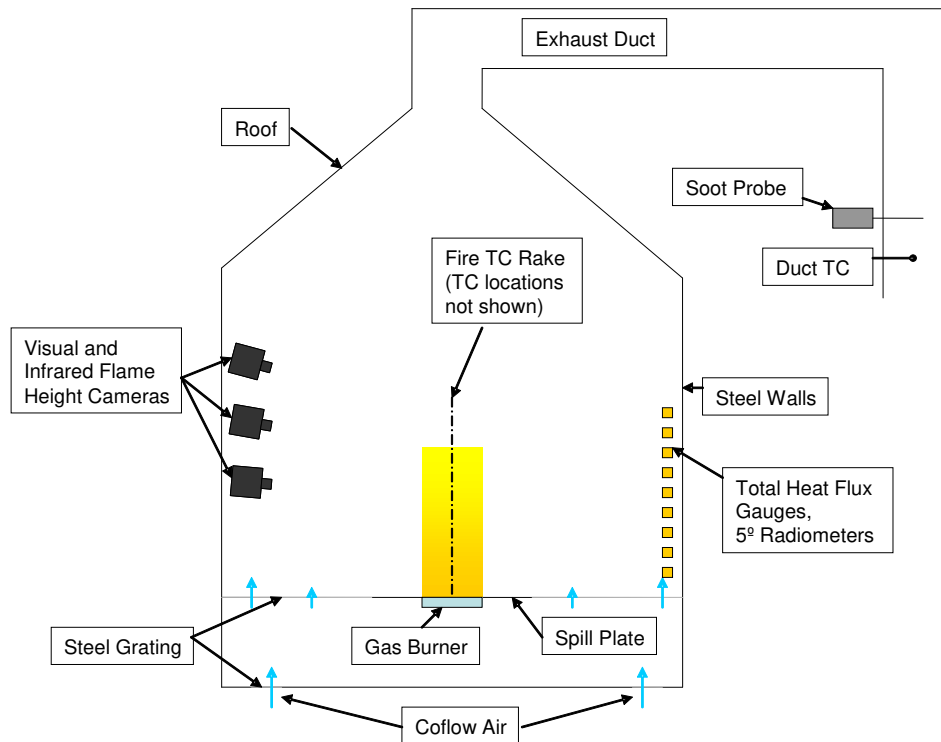 Exhaust Duct
Roof
Soot Probe
Fire TC Rake
(TC locations
not shown)
Duct TC
Visual and
Infrared Flame
Height Cameras
Steel Walls
Total Heat Flux
Gauges,
5º Radiometers
Steel Grating
Gas Burner
Spill Plate
Coflow Air